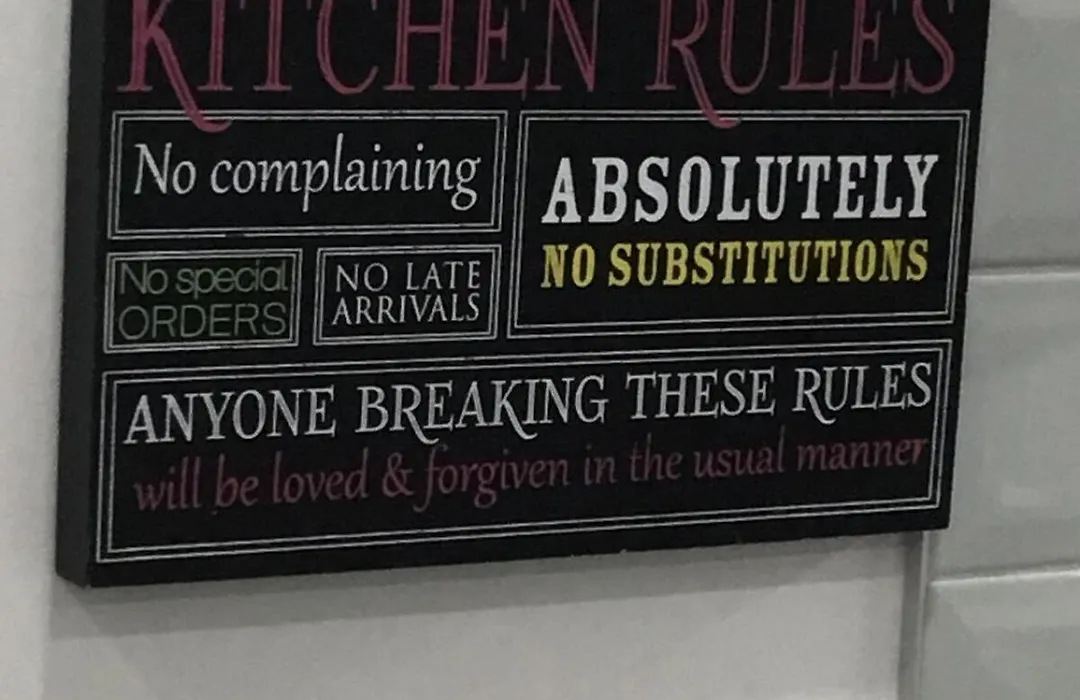 KITCHEN RULES
No complaining
ABSOLUTELY
NO SUBSTITUTIONS
No special
ORDERS
NO LATE
ARRIVALS
ANYONE BREAKING THESE RULES
will be loved & forgiven in the usual manner